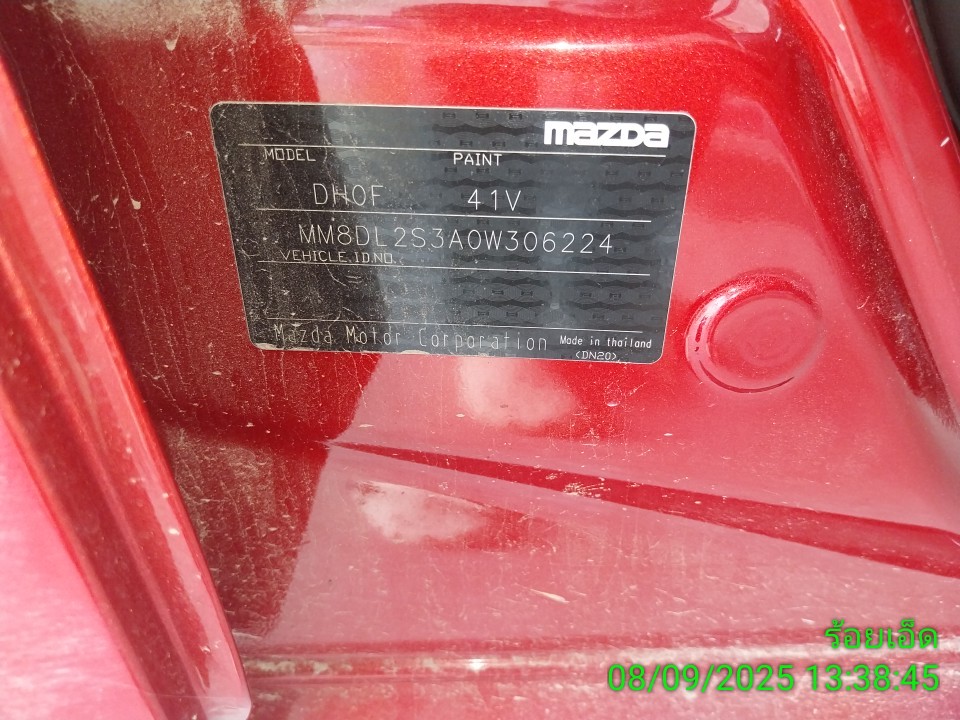 mazda
MODEL PAINT
DH0F 41V
MM8DL2S3A0W306224
VEHICLE.ID.NO.
Mazda Motor Corporation Made in thailand
<DN20>
ร้อยเอ็ด
08/09/2025 13:38:45